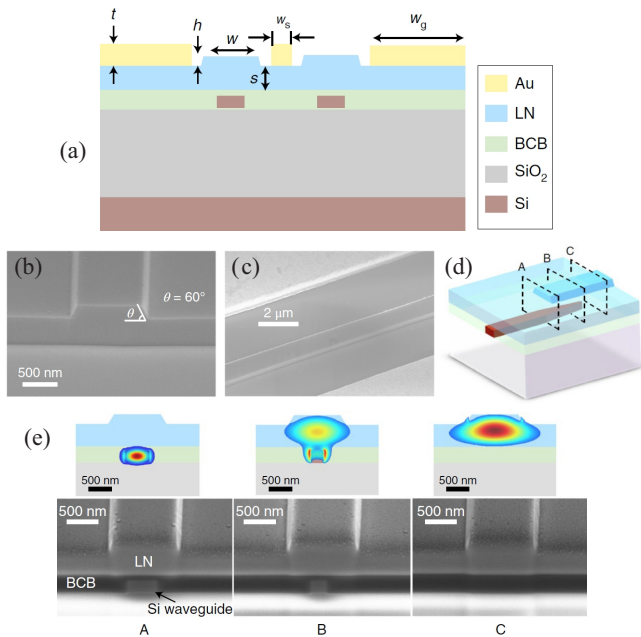 t
h
w
wₛ
w_g
s
Au
LN
BCB
SiO₂
Si
(a)
(b)
θ = 60°
θ
500 nm
(c)
2 μm
(d)
A
B
C
(e)
500 nm
500 nm
500 nm
500 nm
500 nm
500 nm
LN
BCB
Si waveguide
A
B
C